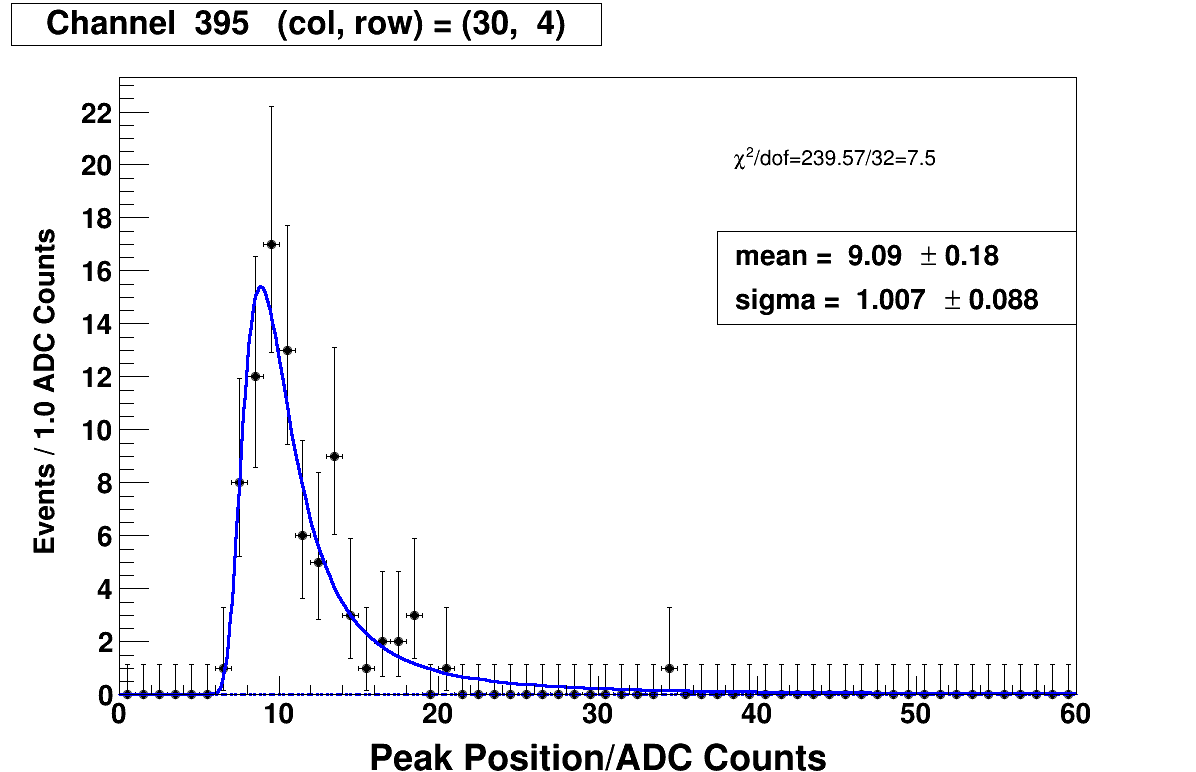 Channel 395 (col, row) = (30, 4)
χ²/dof=239.57/32=7.5
mean = 9.09 ± 0.18
sigma = 1.007 ± 0.088
Events / 1.0 ADC Counts
22
20
18
16
14
12
10
8
6
4
2
0
0 10 20 30 40 50 60
Peak Position/ADC Counts